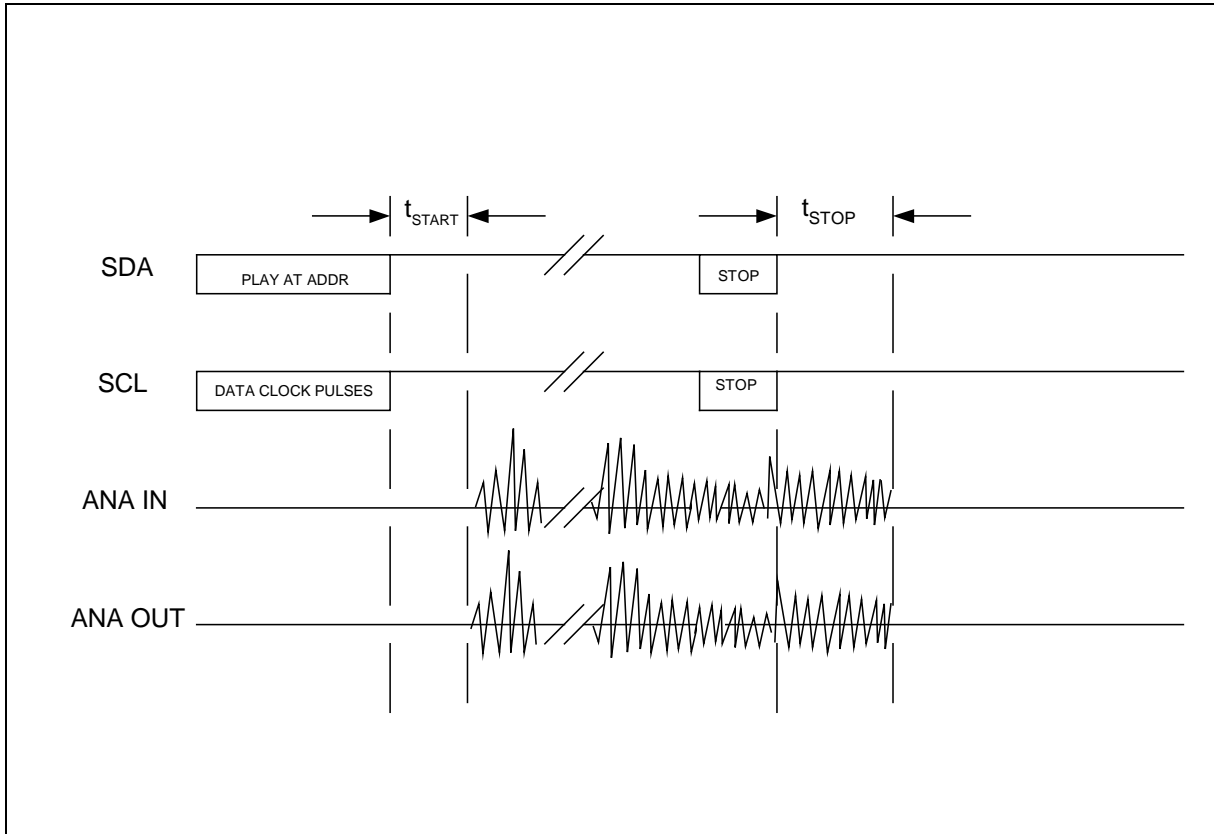 tSTART
tSTOP
SDA
PLAY AT ADDR
STOP
SCL
DATA CLOCK PULSES
STOP
ANA IN
ANA OUT